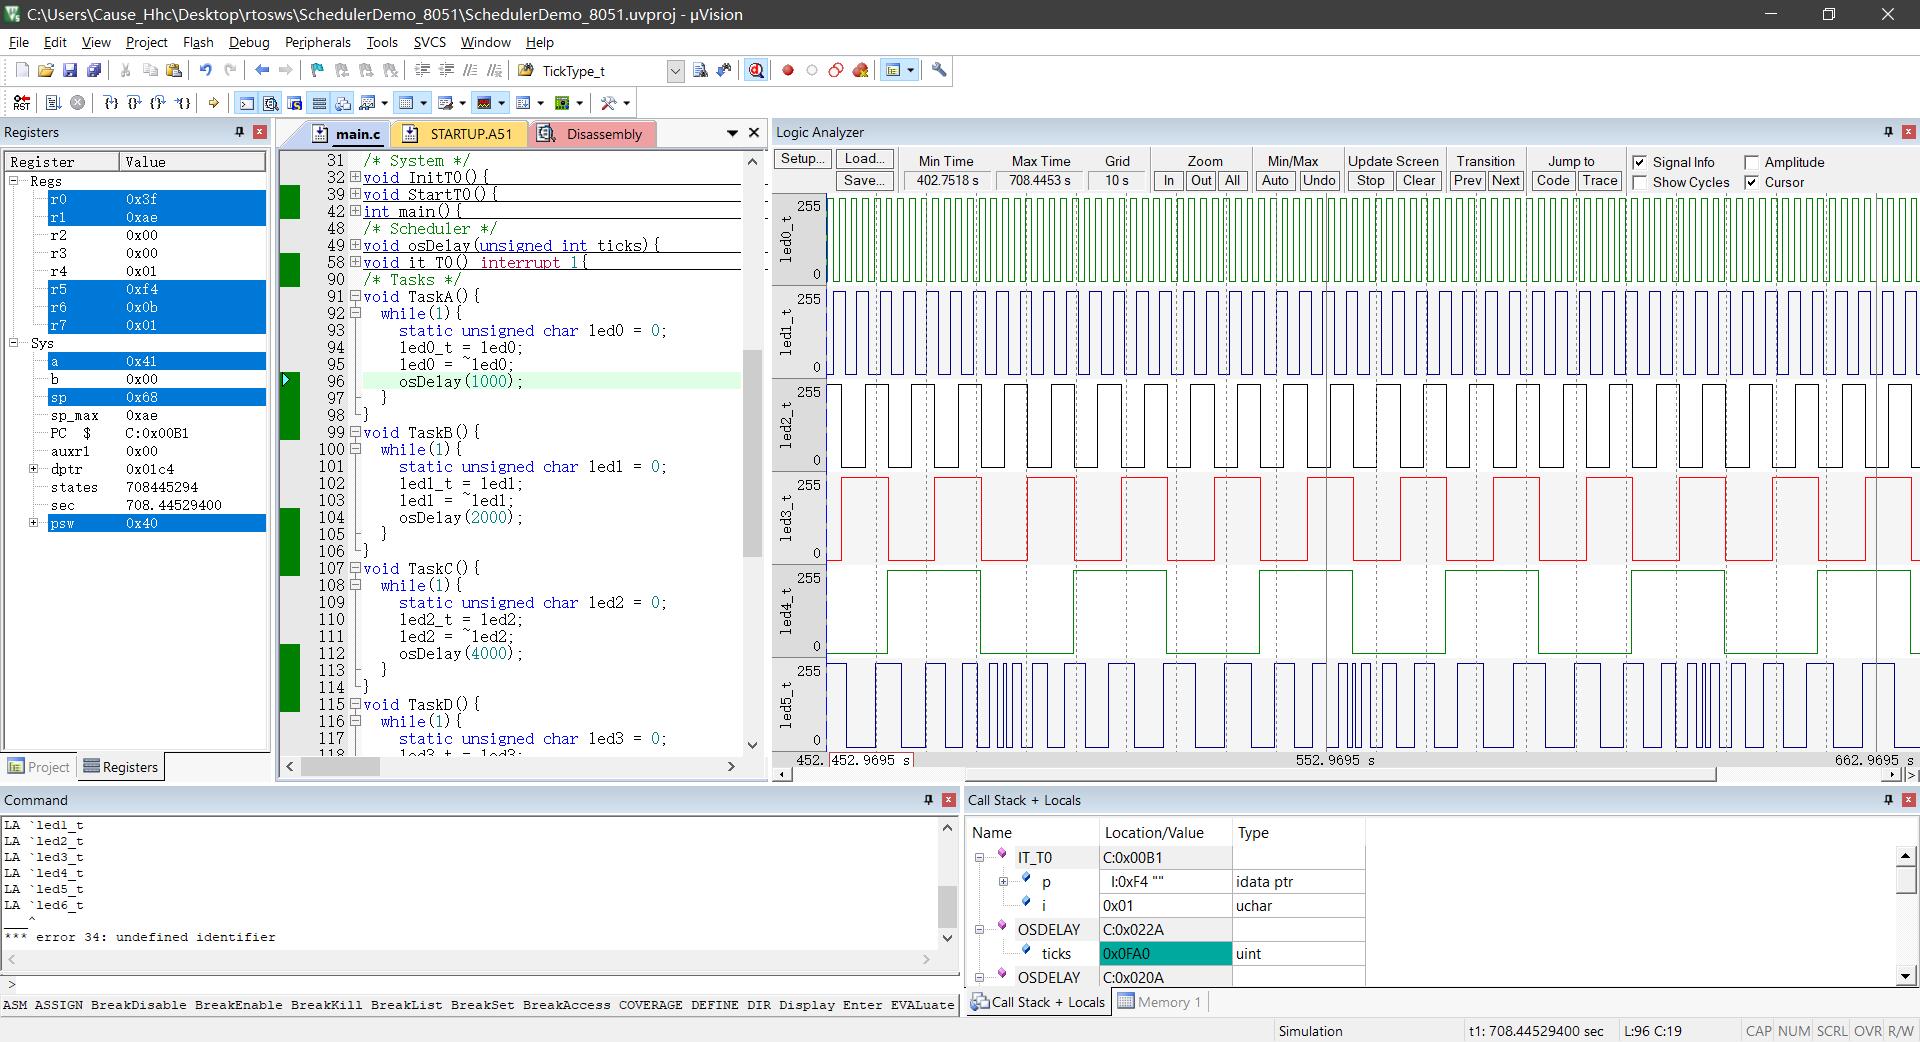 C:\Users\Cause_Hhc\Desktop\rtosws\SchedulerDemo_8051\SchedulerDemo_8051.uvproj - µVision
File Edit View Project Flash Debug Peripherals Tools SVCS Window Help
TickType_t
Registers
Register Value
Regs
r0 0x3f
r1 0xae
r2 0x00
r3 0x00
r4 0x01
r5 0xf4
r6 0x0b
r7 0x01
Sys
a 0x41
b 0x00
sp 0x68
sp_max 0xae
PC $ C:0x00B1
auxr1 0x00
dptr 0x01c4
states 708445294
sec 708.44529400
psw 0x40
Project Registers
main.c STARTUP.A51 Disassembly
31 /* System */
32 void InitT0(){
39 void StartT0(){
42 int main(){
48 /* Scheduler */
49 void osDelay(unsigned int ticks){
58 void it_T0() interrupt 1{
90 /* Tasks */
91 void TaskA(){
92 while(1){
93 static unsigned char led0 = 0;
94 led0_t = led0;
95 led0 = ~led0;
96 osDelay(1000);
97 }
98 }
99 void TaskB(){
100 while(1){
101 static unsigned char led1 = 0;
102 led1_t = led1;
103 led1 = ~led1;
104 osDelay(2000);
105 }
106 }
107 void TaskC(){
108 while(1){
109 static unsigned char led2 = 0;
110 led2_t = led2;
111 led2 = ~led2;
112 osDelay(4000);
113 }
114 }
115 void TaskD(){
116 while(1){
117 static unsigned char led3 = 0;
118 led3_t = led3;
Logic Analyzer
Setup... Load... Save...
Min Time 402.7518 s
Max Time 708.4453 s
Grid 10 s
Zoom In Out All
Min/Max Auto Undo
Update Screen Stop Clear
Transition Prev Next
Jump to Code Trace
Signal Info Amplitude
Show Cycles Cursor
255 led0_t 0
255 led1_t 0
255 led2_t 0
255 led3_t 0
255 led4_t 0
255 led5_t 0
452. 452.9695 s 552.9695 s 662.9695 s
Command
LA `led1_t
LA `led2_t
LA `led3_t
LA `led4_t
LA `led5_t
LA `led6_t
___^
*** error 34: undefined identifier
>
ASM ASSIGN BreakDisable BreakEnable BreakKill BreakList BreakSet BreakAccess COVERAGE DEFINE DIR Display Enter EVALuate
Call Stack + Locals
Name Location/Value Type
IT_T0 C:0x00B1
p I:0xF4 "" idata ptr
i 0x01 uchar
OSDELAY C:0x022A
ticks 0x0FA0 uint
OSDELAY C:0x020A
Call Stack + Locals Memory 1
Simulation t1: 708.44529400 sec L:96 C:19 CAP NUM SCRL OVR R/W